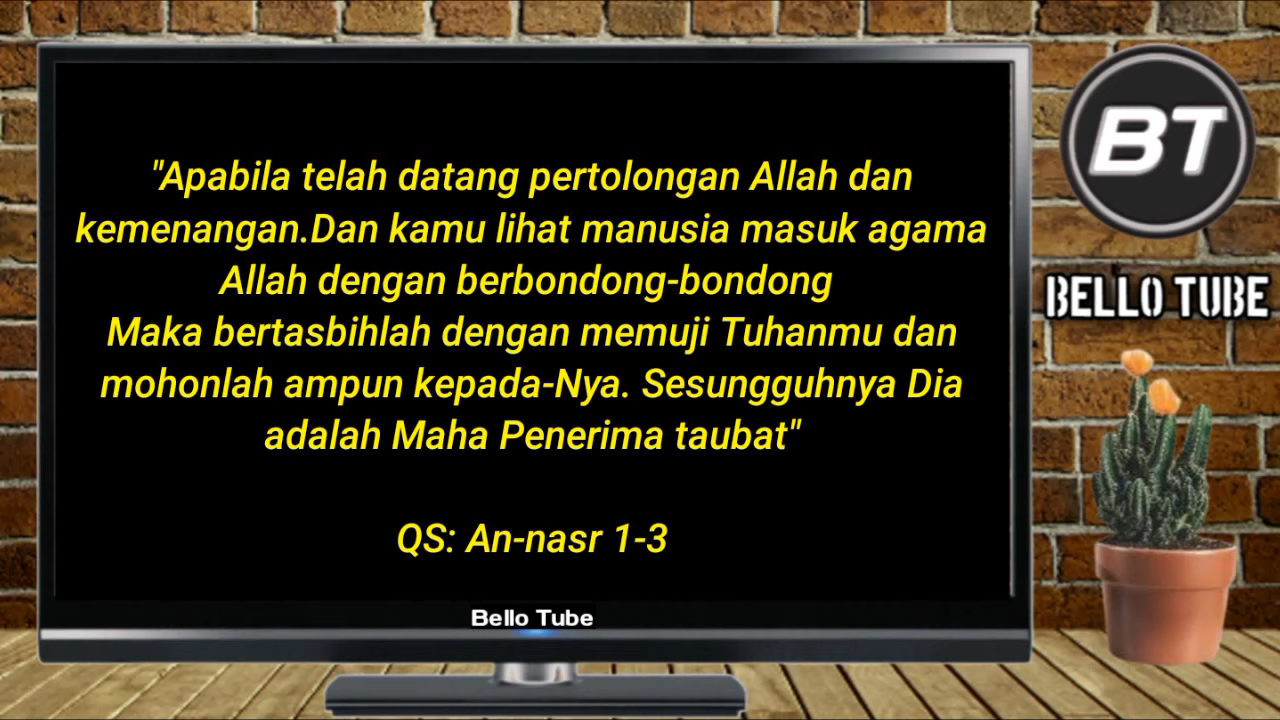 "Apabila telah datang pertolongan Allah dan
kemenangan.Dan kamu lihat manusia masuk agama
Allah dengan berbondong-bondong
Maka bertasbihlah dengan memuji Tuhanmu dan
mohonlah ampun kepada-Nya. Sesungguhnya Dia
adalah Maha Penerima taubat"
QS: An-nasr 1-3
Bello Tube
BT
BELLO TUBE